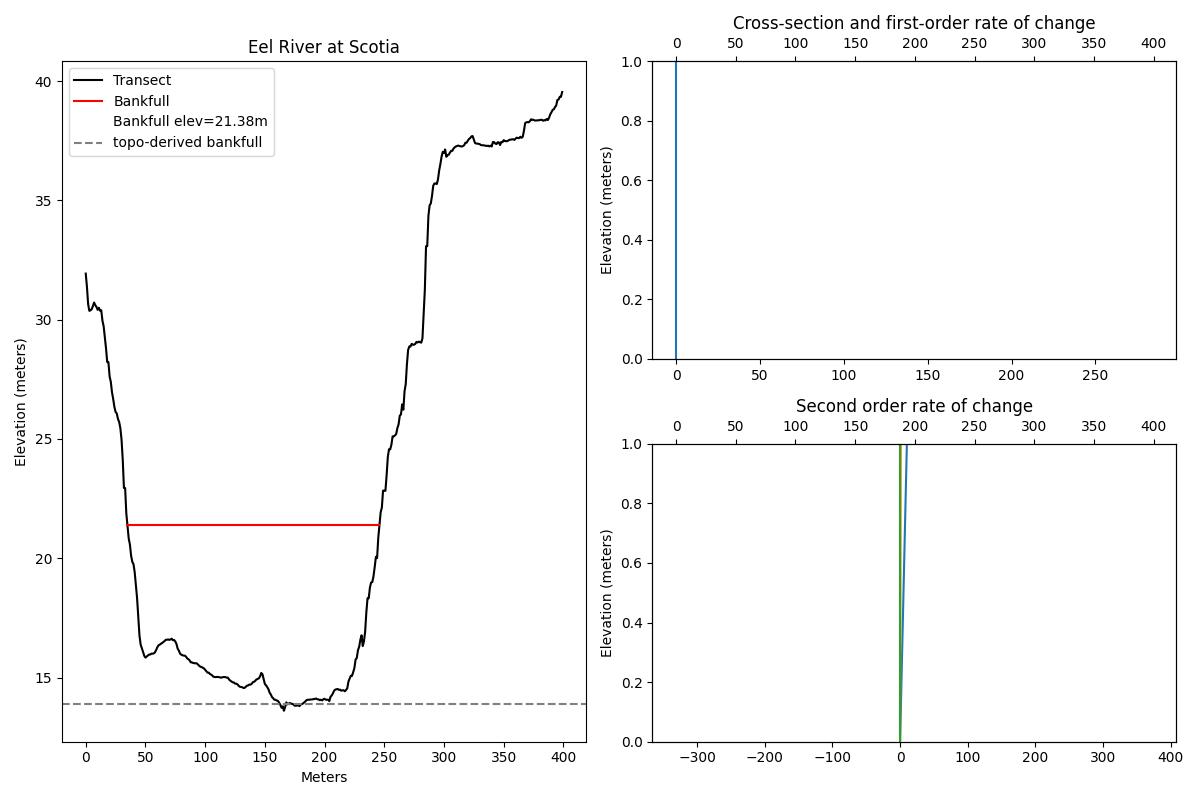 Eel River at Scotia
Transect
Bankfull
Bankfull elev=21.38m
topo-derived bankfull
40
35
30
25
20
15
Elevation (meters)
0 50 100 150 200 250 300 350 400
Meters
Cross-section and first-order rate of change
0 50 100 150 200 250 300 350 400
1.0
0.8
0.6
0.4
0.2
0.0
Elevation (meters)
0 50 100 150 200 250
Second order rate of change
0 50 100 150 200 250 300 350 400
1.0
0.8
0.6
0.4
0.2
0.0
Elevation (meters)
−300 −200 −100 0 100 200 300 400